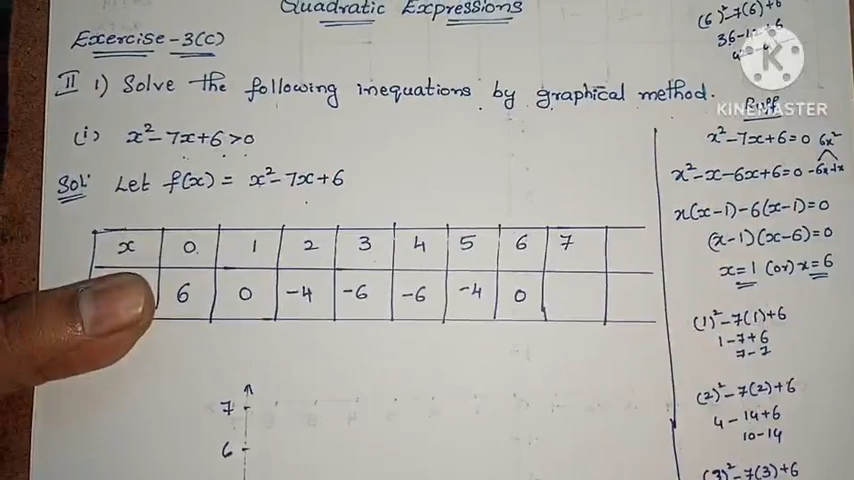 Quadratic Expressions
Exercise-3(C)
II 1) Solve the following inequations by graphical method.
(i) x²-7x+6>0
Sol: Let f(x) = x²-7x+6
x 0 1 2 3 4 5 6 7
6 0 -4 -6 -6 -4 0
7
6
(6)²-7(6)+6
K
KINEMASTER
x²-7x+6=0
6x²
-6x-1x
x²-x-6x+6=0
x(x-1)-6(x-1)=0
(x-1)(x-6)=0
x=1 (or) x=6
(1)²-7(1)+6
1-7+6
7-7
(2)²-7(2)+6
4-14+6
10-14
(3)²-7(3)+6